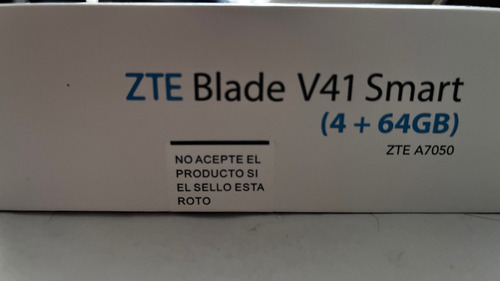 ZTE Blade V41 Smart
(4 + 64GB)
ZTE A7050
NO ACEPTE EL
PRODUCTO SI
EL SELLO ESTA
ROTO